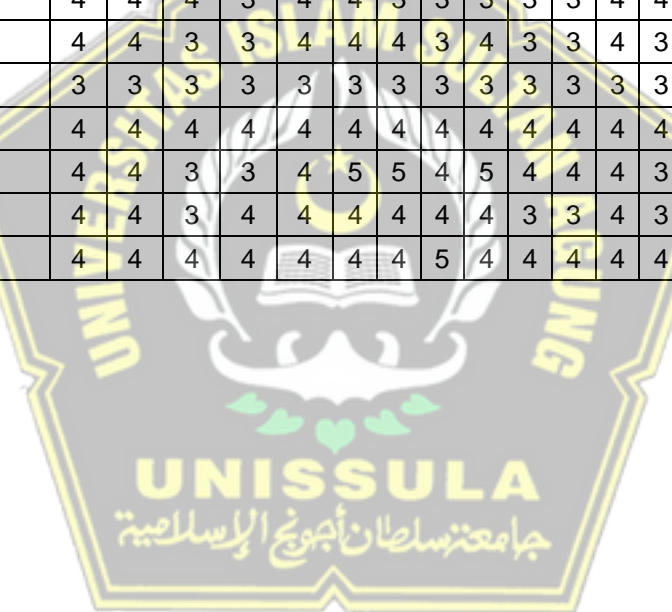 4 4 4 3 4 4 3 3 3 3 3 4 4
4 4 3 3 4 4 4 3 4 3 3 4 3
3 3 3 3 3 3 3 3 3 3 3 3 3
4 4 4 4 4 4 4 4 4 4 4 4 4
4 4 3 3 4 5 5 4 5 4 4 4 3
4 4 3 4 4 4 4 4 4 3 3 4 3
4 4 4 4 4 4 4 5 4 4 4 4 4
UNIVERSITAS ISLAM SULTAN AGUNG
UNISSULA
جامعة سلطان أجونج الإسلامية